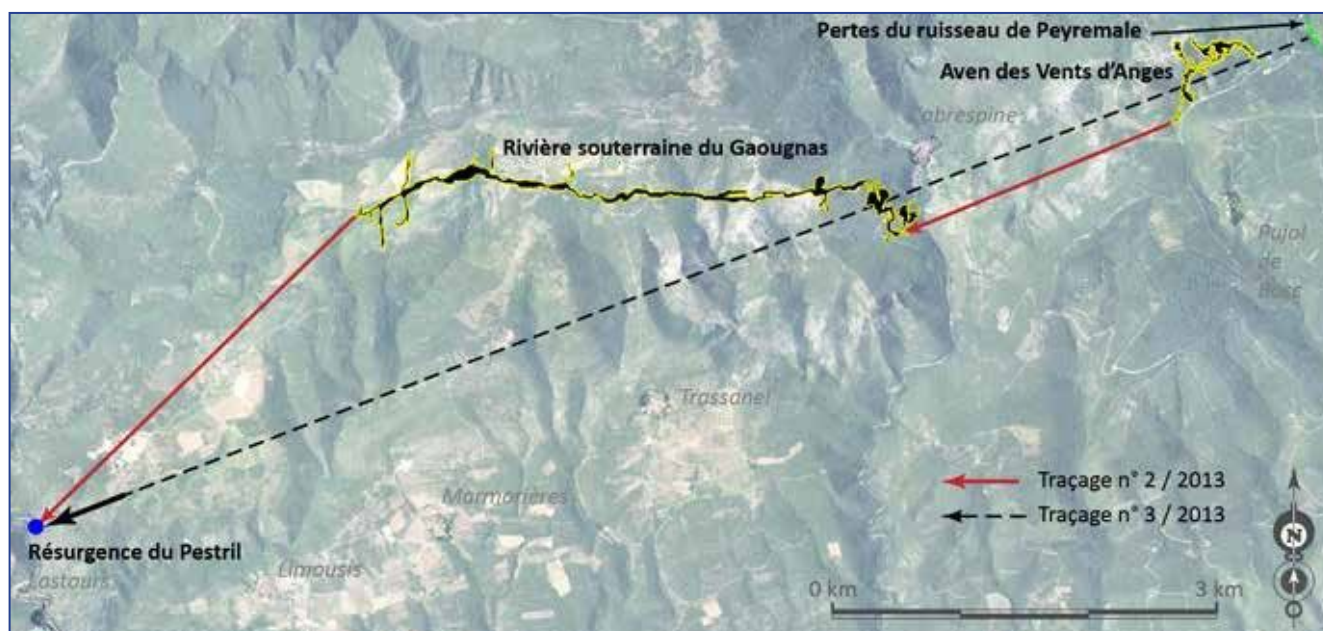 Pertes du ruisseau de Peyremale
Aven des Vents d'Anges
Cabrespine
Rivière souterraine du Gaougnas
Pujol
de
Bosc
Trassanel
Traçage n° 2 / 2013
Marmorières
Traçage n° 3 / 2013
N
Résurgence du Pestril
Limousis
Lastours
0 km
3 km